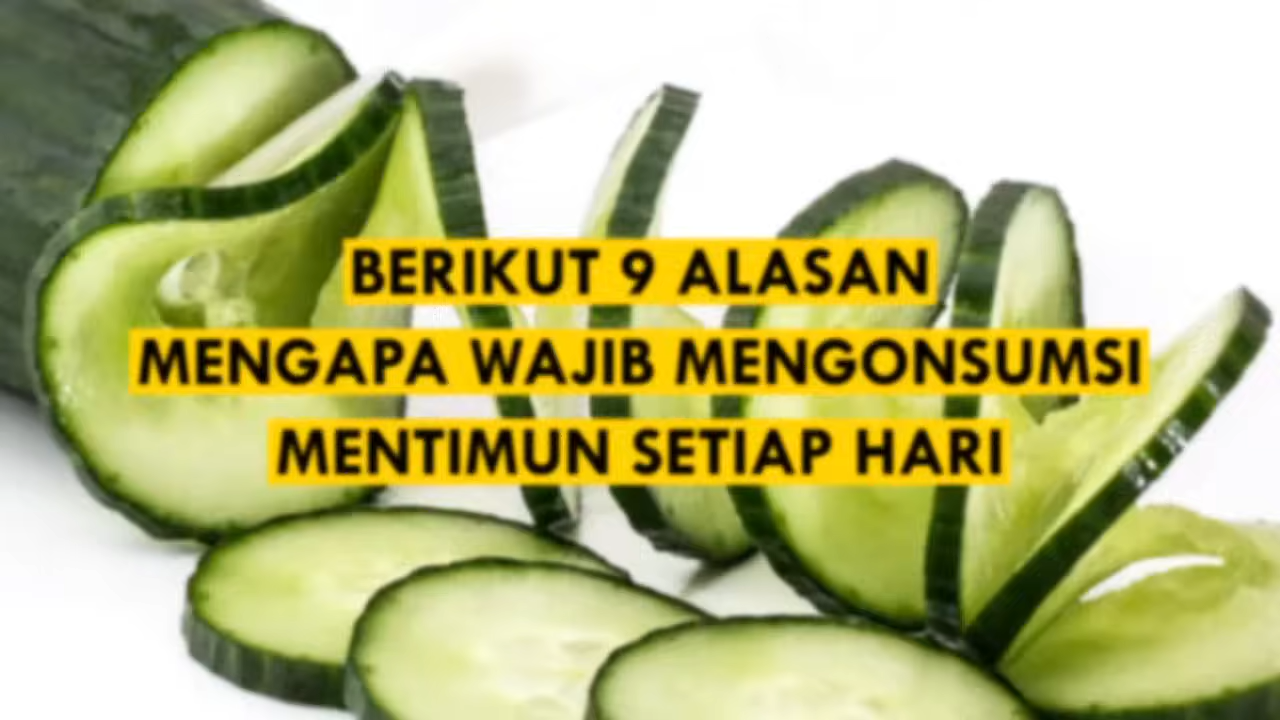 BERIKUT 9 ALASAN
MENGAPA WAJIB MENGONSUMSI
MENTIMUN SETIAP HARI